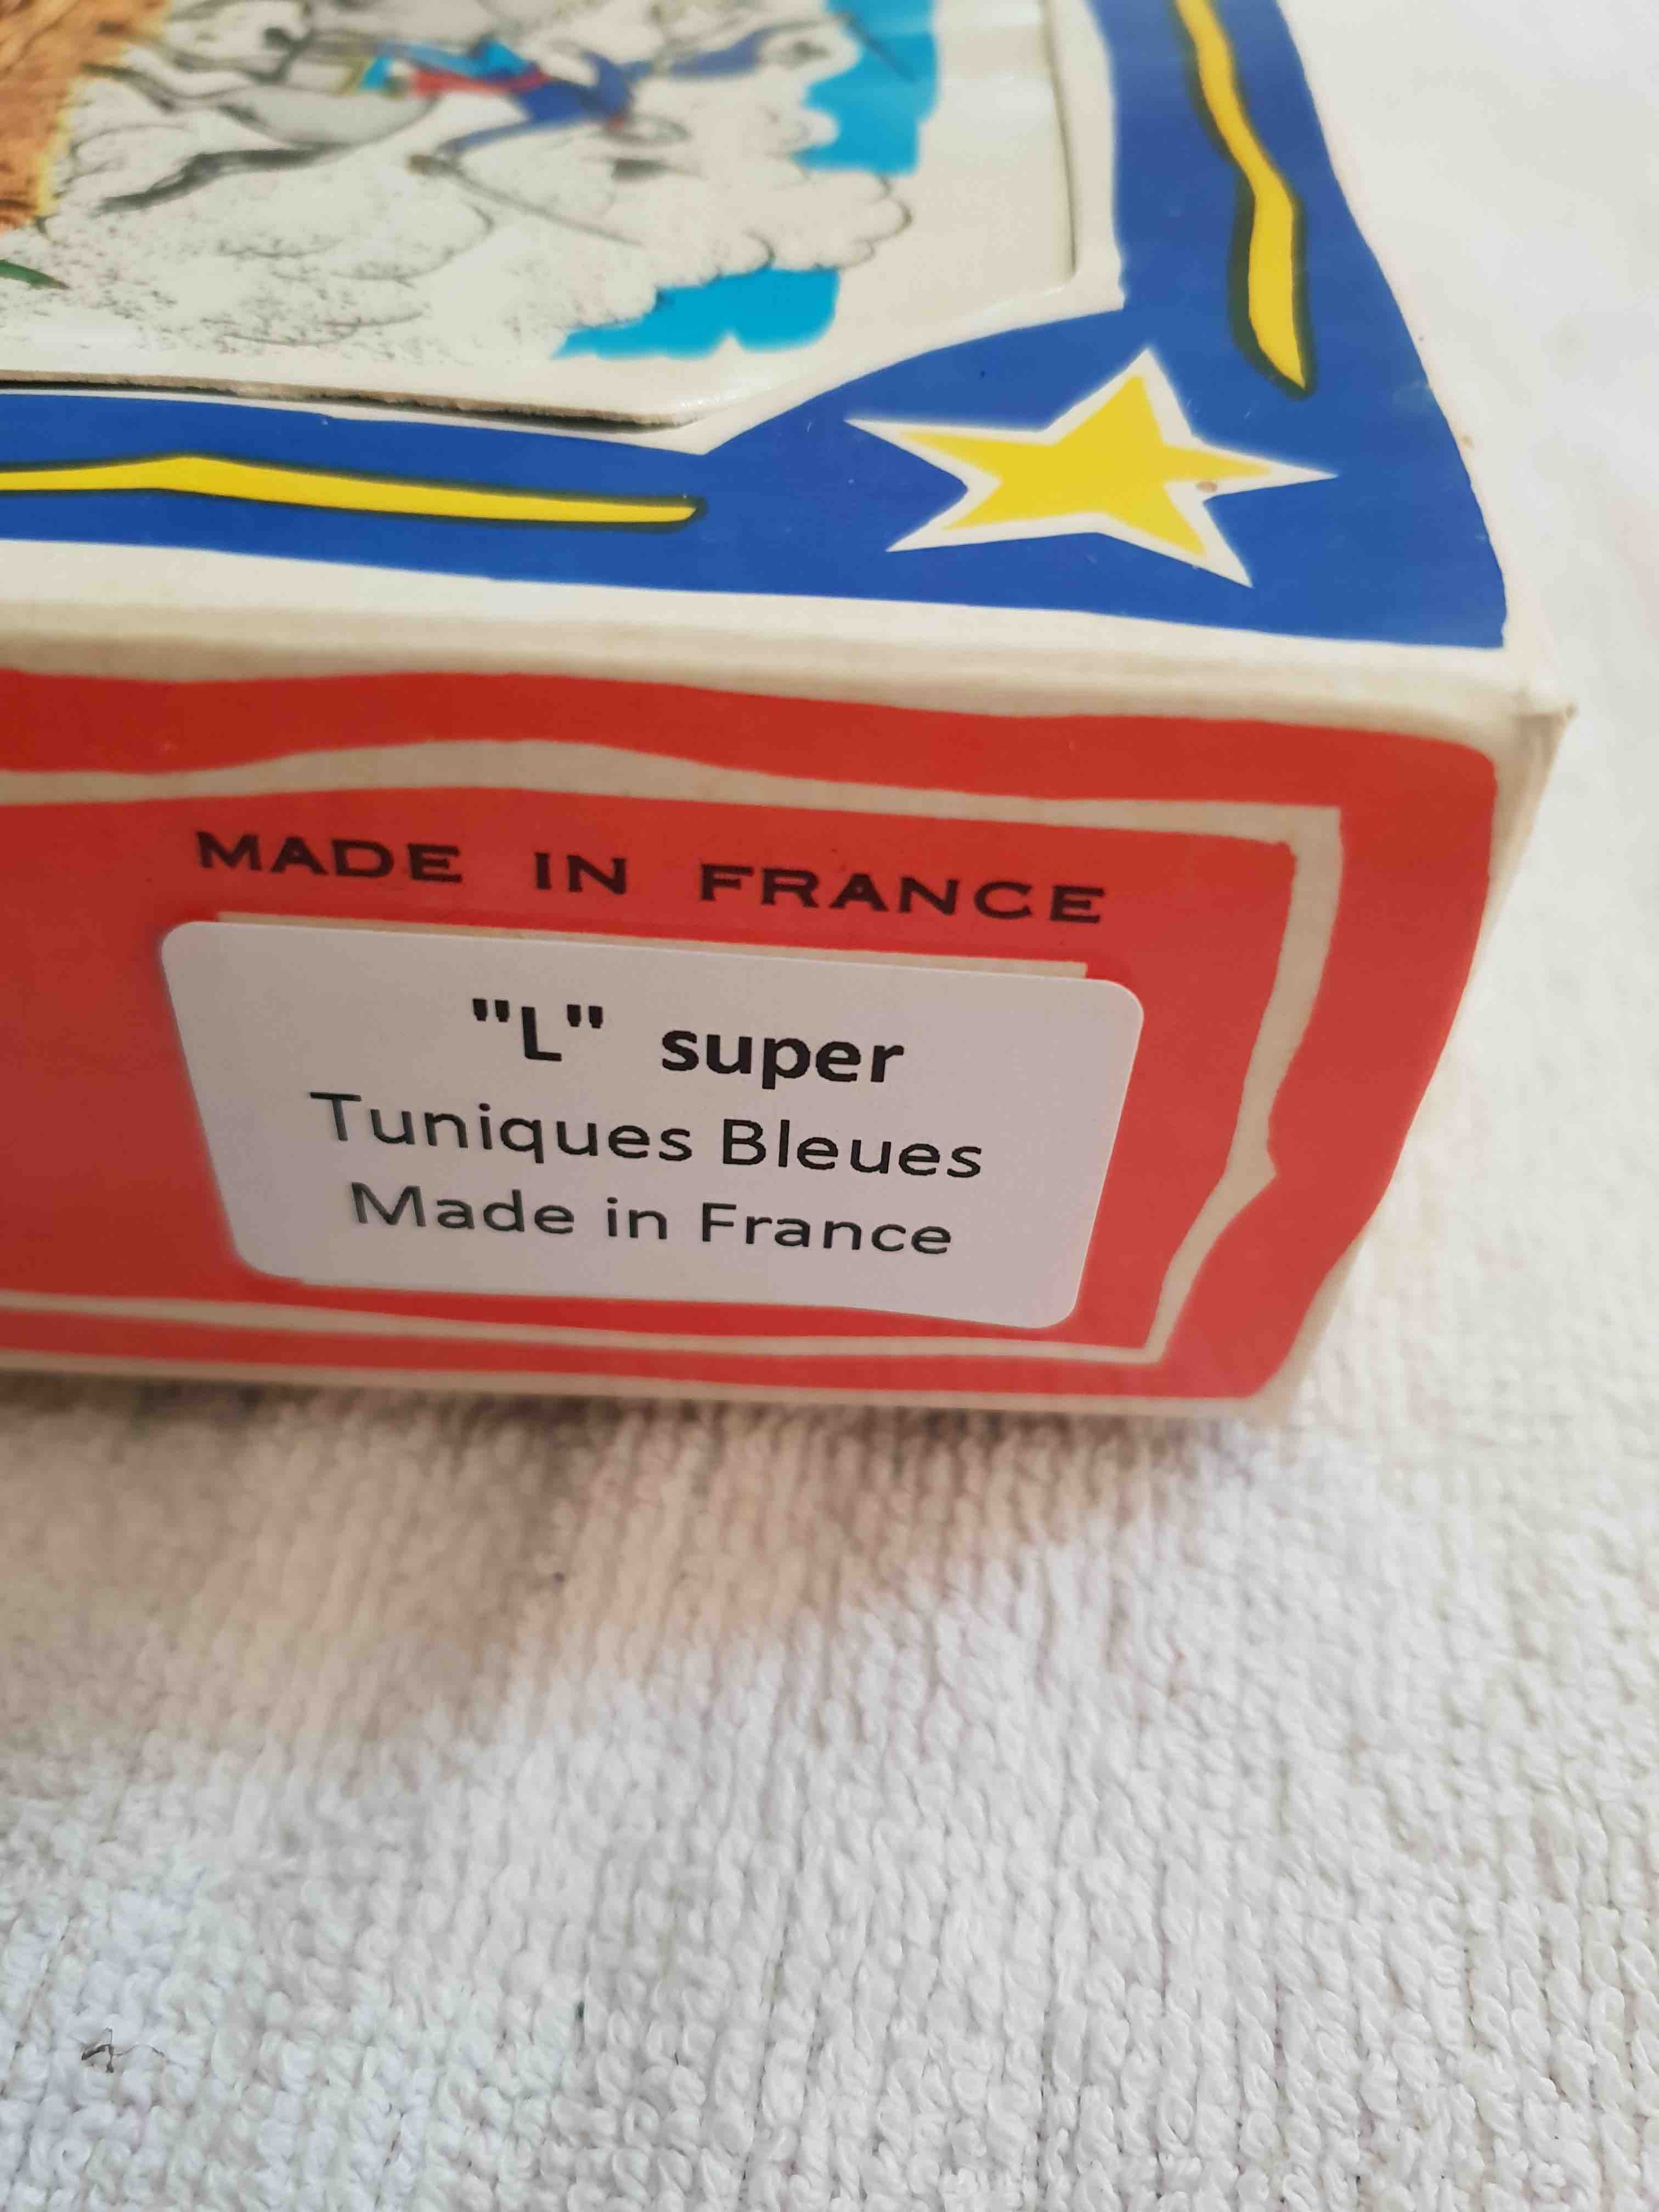 MADE IN FRANCE
"L" super
Tuniques Bleues
Made in France